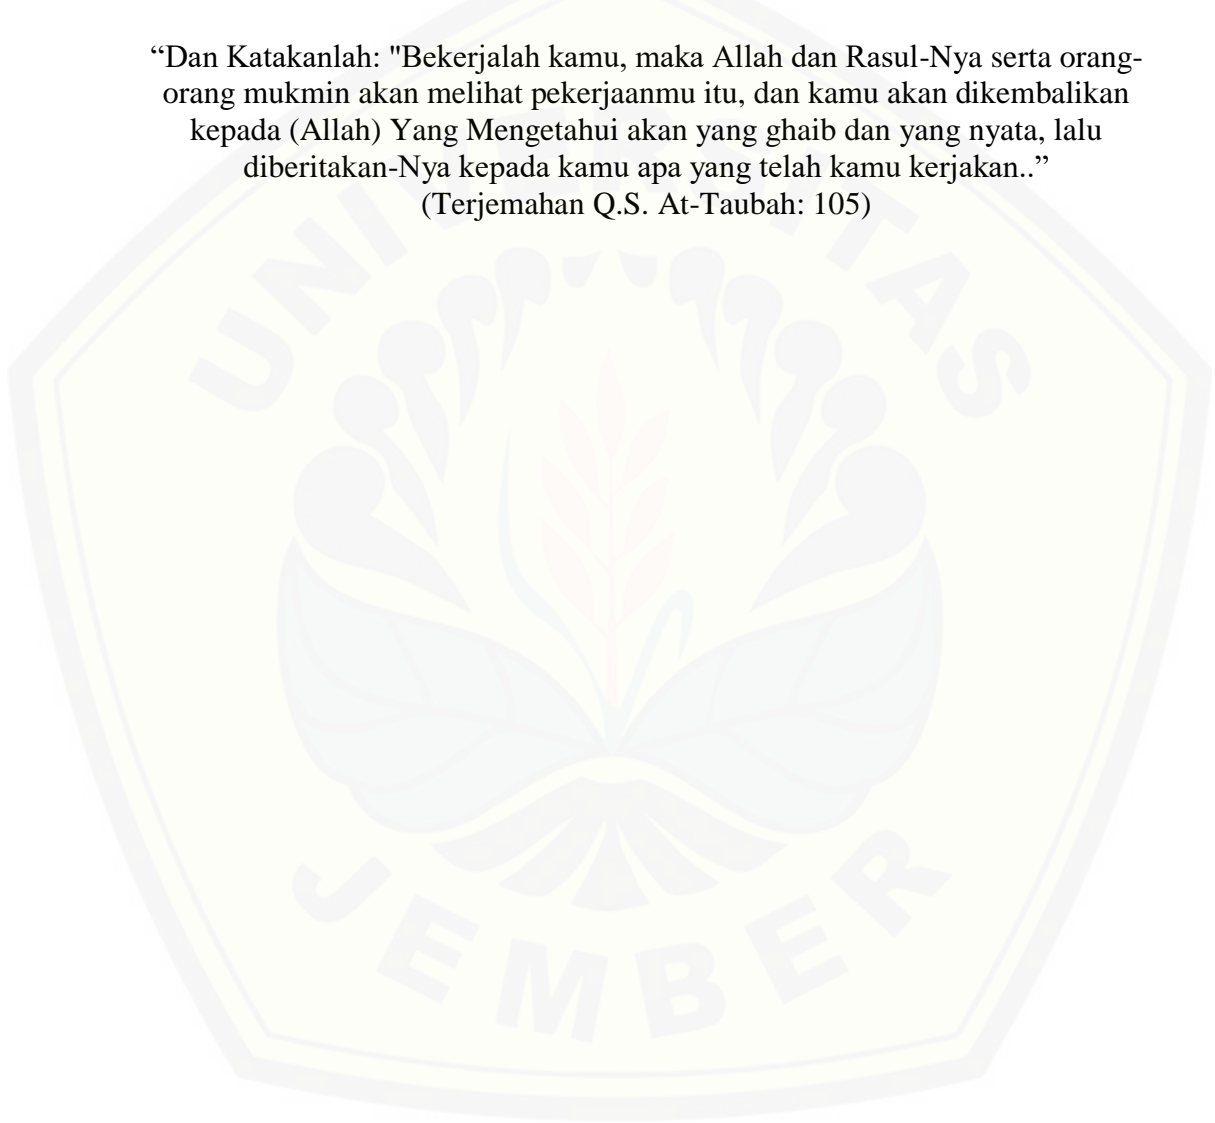 “Dan Katakanlah: "Bekerjalah kamu, maka Allah dan Rasul-Nya serta orang-
orang mukmin akan melihat pekerjaanmu itu, dan kamu akan dikembalikan
kepada (Allah) Yang Mengetahui akan yang ghaib dan yang nyata, lalu
diberitakan-Nya kepada kamu apa yang telah kamu kerjakan..”
(Terjemahan Q.S. At-Taubah: 105)
UNIVERSITAS
JEMBER